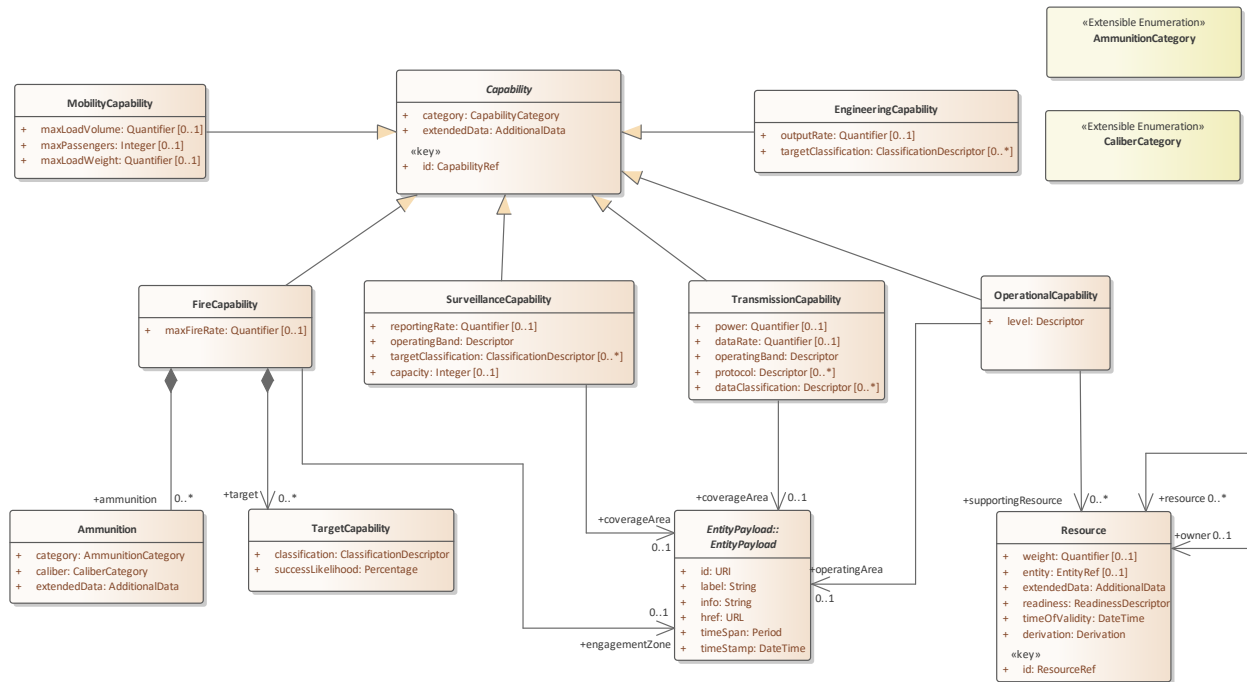 «Extensible Enumeration»
AmmunitionCategory
Capability
+ category: CapabilityCategory
+ extendedData: AdditionalData
«key»
+ id: CapabilityRef
MobilityCapability
+ maxLoadVolume: Quantifier [0..1]
+ maxPassengers: Integer [0..1]
+ maxLoadWeight: Quantifier [0..1]
EngineeringCapability
+ outputRate: Quantifier [0..1]
+ targetClassification: ClassificationDescriptor [0..*]
«Extensible Enumeration»
CaliberCategory
FireCapability
+ maxFireRate: Quantifier [0..1]
SurveillanceCapability
+ reportingRate: Quantifier [0..1]
+ operatingBand: Descriptor
+ targetClassification: ClassificationDescriptor [0..*]
+ capacity: Integer [0..1]
TransmissionCapability
+ power: Quantifier [0..1]
+ dataRate: Quantifier [0..1]
+ operatingBand: Descriptor
+ protocol: Descriptor [0..*]
+ dataClassification: Descriptor [0..*]
OperationalCapability
+ level: Descriptor
+ammunition 0..*
+target 0..*
+coverageArea 0..1
+supportingResource 0..*
+resource 0..*
+coverageArea
0..1
+owner 0..1
+operatingArea
0..1
0..1
+engagementZone
Ammunition
+ category: AmmunitionCategory
+ caliber: CaliberCategory
+ extendedData: AdditionalData
TargetCapability
+ classification: ClassificationDescriptor
+ successLikelihood: Percentage
EntityPayload::
EntityPayload
+ id: URI
+ label: String
+ info: String
+ href: URL
+ timeSpan: Period
+ timeStamp: DateTime
Resource
+ weight: Quantifier [0..1]
+ entity: EntityRef [0..1]
+ extendedData: AdditionalData
+ readiness: ReadinessDescriptor
+ timeOfValidity: DateTime
+ derivation: Derivation
«key»
+ id: ResourceRef